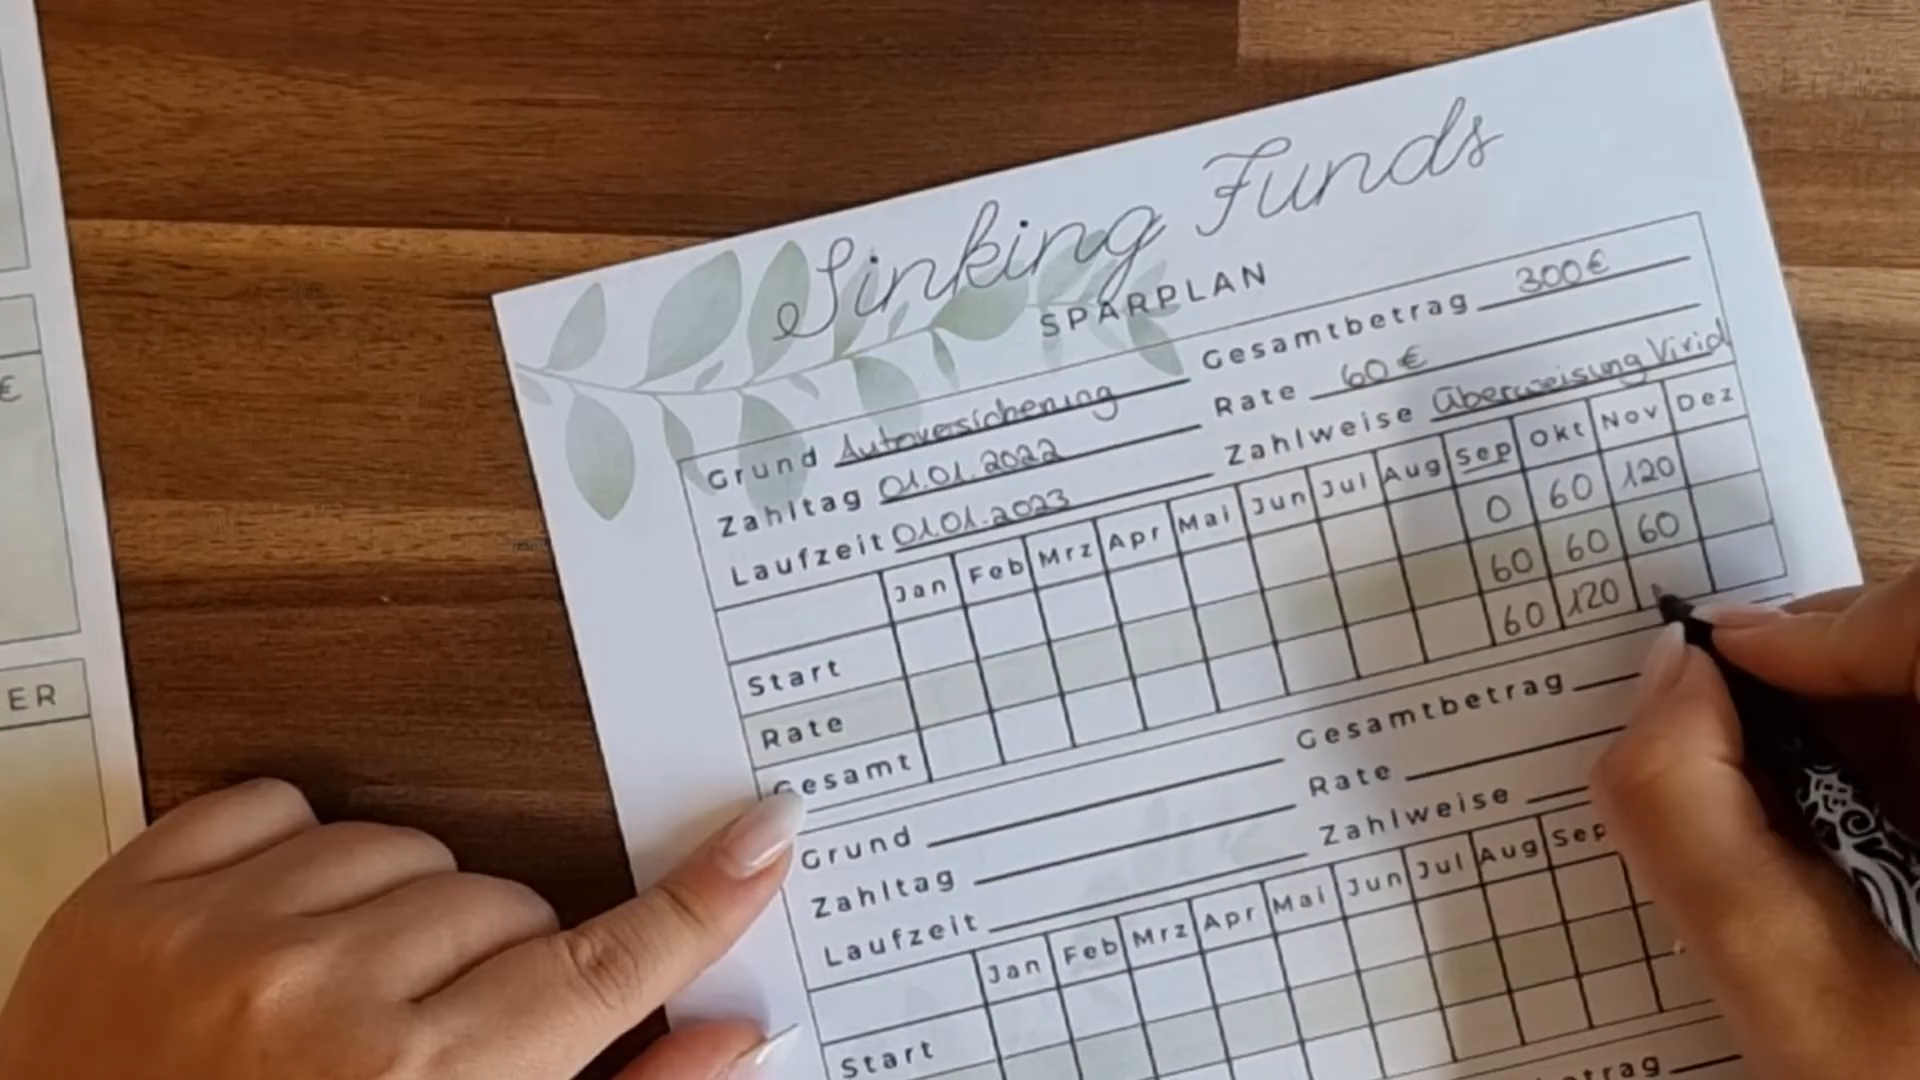 Sinking Funds
SPARPLAN
Grund Autoversicherung Gesamtbetrag 300€
Zahltag 01.01.2022 Rate 60€
Laufzeit 01.01.2023 Zahlweise Überweisung Vivid
Jan Feb Mrz Apr Mai Jun Jul Aug Sep Okt Nov Dez
Start 0 60 120
Rate 60 60 60
Gesamt 60 120
Grund Gesamtbetrag
Zahltag Rate
Laufzeit Zahlweise
Jan Feb Mrz Apr Mai Jun Jul Aug Sep
Start
trag
€
ER